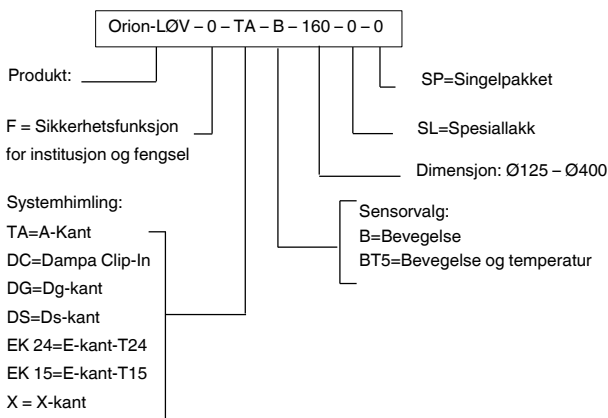 Orion-LØV – 0 – TA – B – 160 – 0 – 0
Produkt:
SP=Singelpakket
F = Sikkerhetsfunksjon
for institusjon og fengsel
SL=Spesiallakk
Dimensjon: Ø125 – Ø400
Systemhimling:
TA=A-Kant
DC=Dampa Clip-In
DG=Dg-kant
DS=Ds-kant
EK 24=E-kant-T24
EK 15=E-kant-T15
X = X-kant
Sensorvalg:
B=Bevegelse
BT5=Bevegelse og temperatur